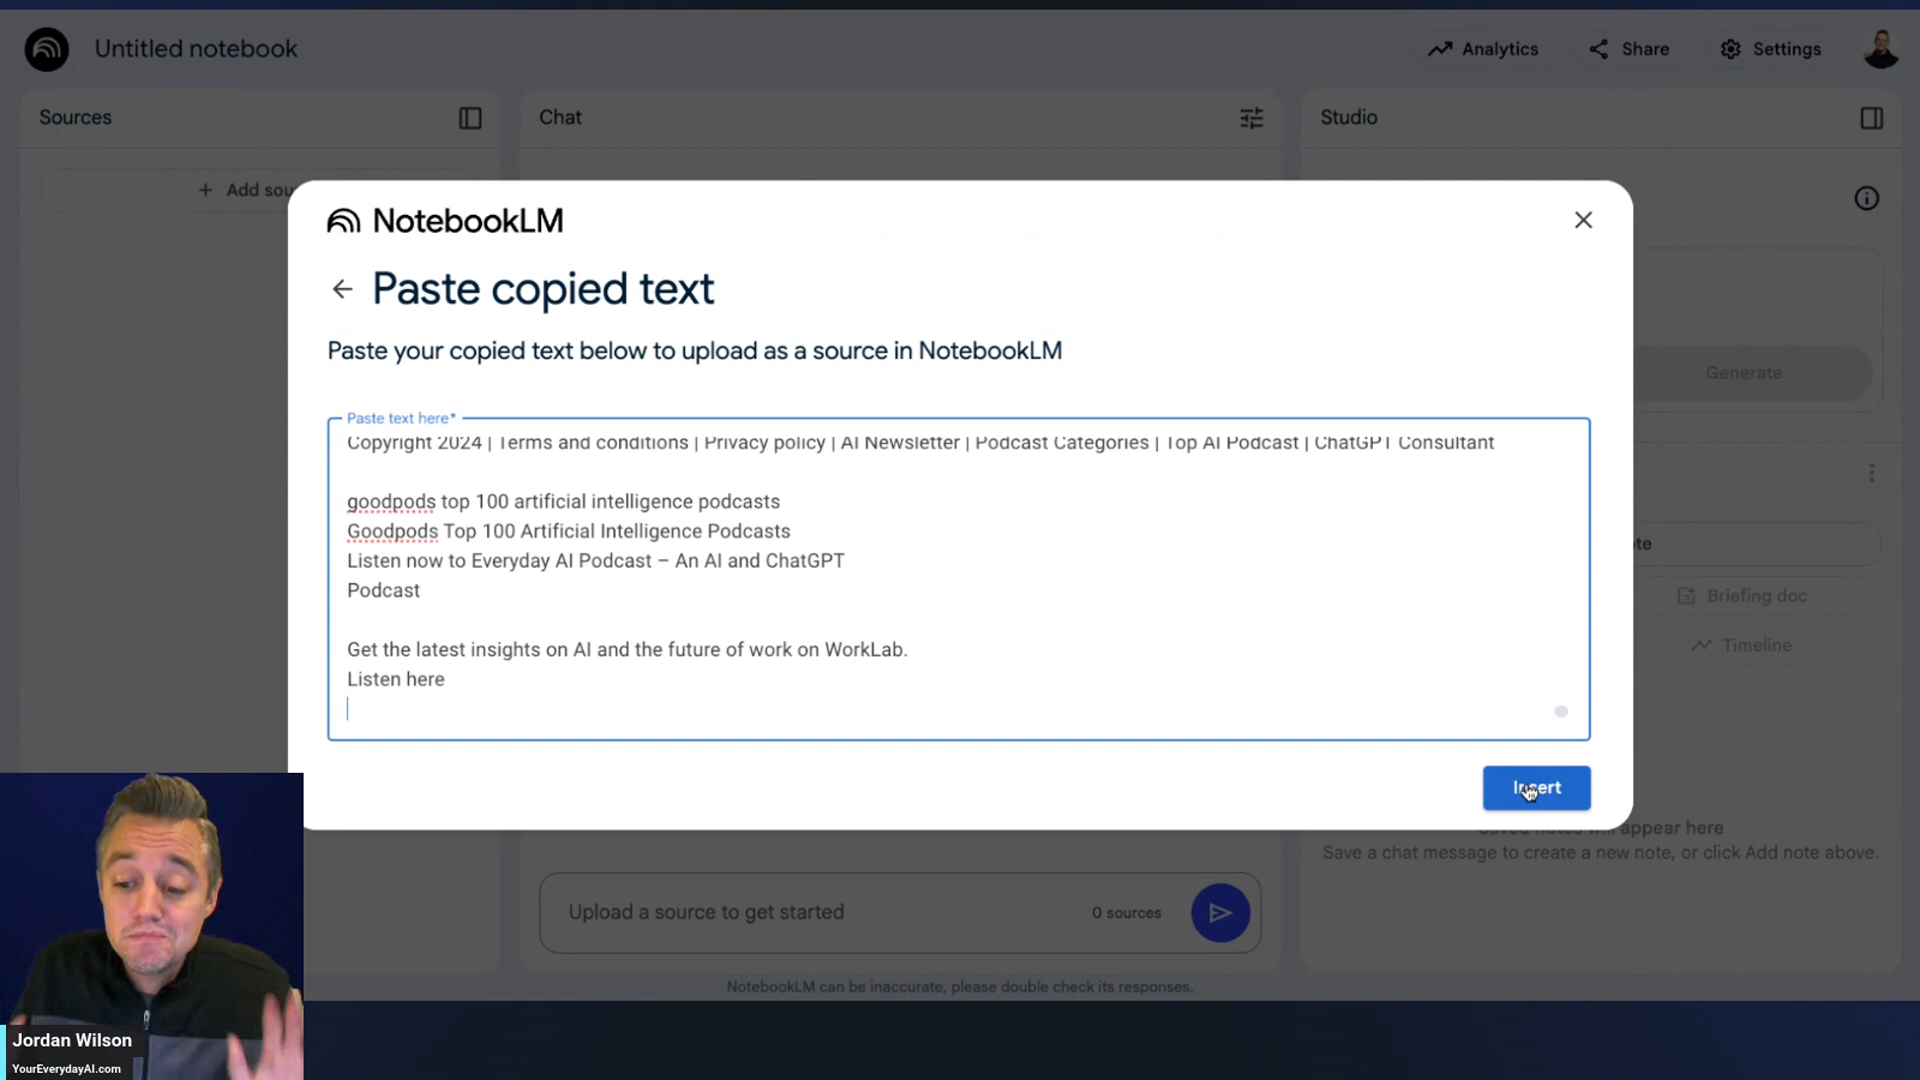 Untitled notebook
Analytics
Share
Settings
Sources
Chat
Studio
+ Add sou
NotebookLM
Paste copied text
Paste your copied text below to upload as a source in NotebookLM
Generate
Paste text here*
Copyright 2024 | Terms and conditions | Privacy policy | AI Newsletter | Podcast Categories | Top AI Podcast | ChatGPT Consultant
goodpods top 100 artificial intelligence podcasts
Goodpods Top 100 Artificial Intelligence Podcasts
Listen now to Everyday AI Podcast – An AI and ChatGPT
Podcast
Get the latest insights on AI and the future of work on WorkLab.
Listen here
te
Briefing doc
Timeline
Insert
Saved notes will appear here
Save a chat message to create a new note, or click Add note above.
Upload a source to get started
0 sources
NotebookLM can be inaccurate, please double check its responses.
Jordan Wilson
YourEverydayAI.com